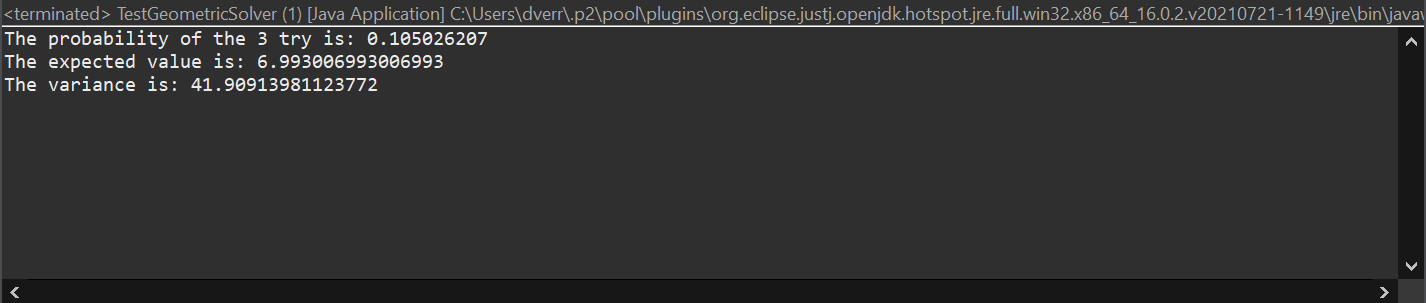 <terminated> TestGeometricSolver (1) [Java Application] C:\Users\dverr\.p2\pool\plugins\org.eclipse.justj.openjdk.hotspot.jre.full.win32.x86_64_16.0.2.v20210721-1149\jre\bin\javaw
The probability of the 3 try is: 0.105026207
The expected value is: 6.993006993006993
The variance is: 41.90913981123772